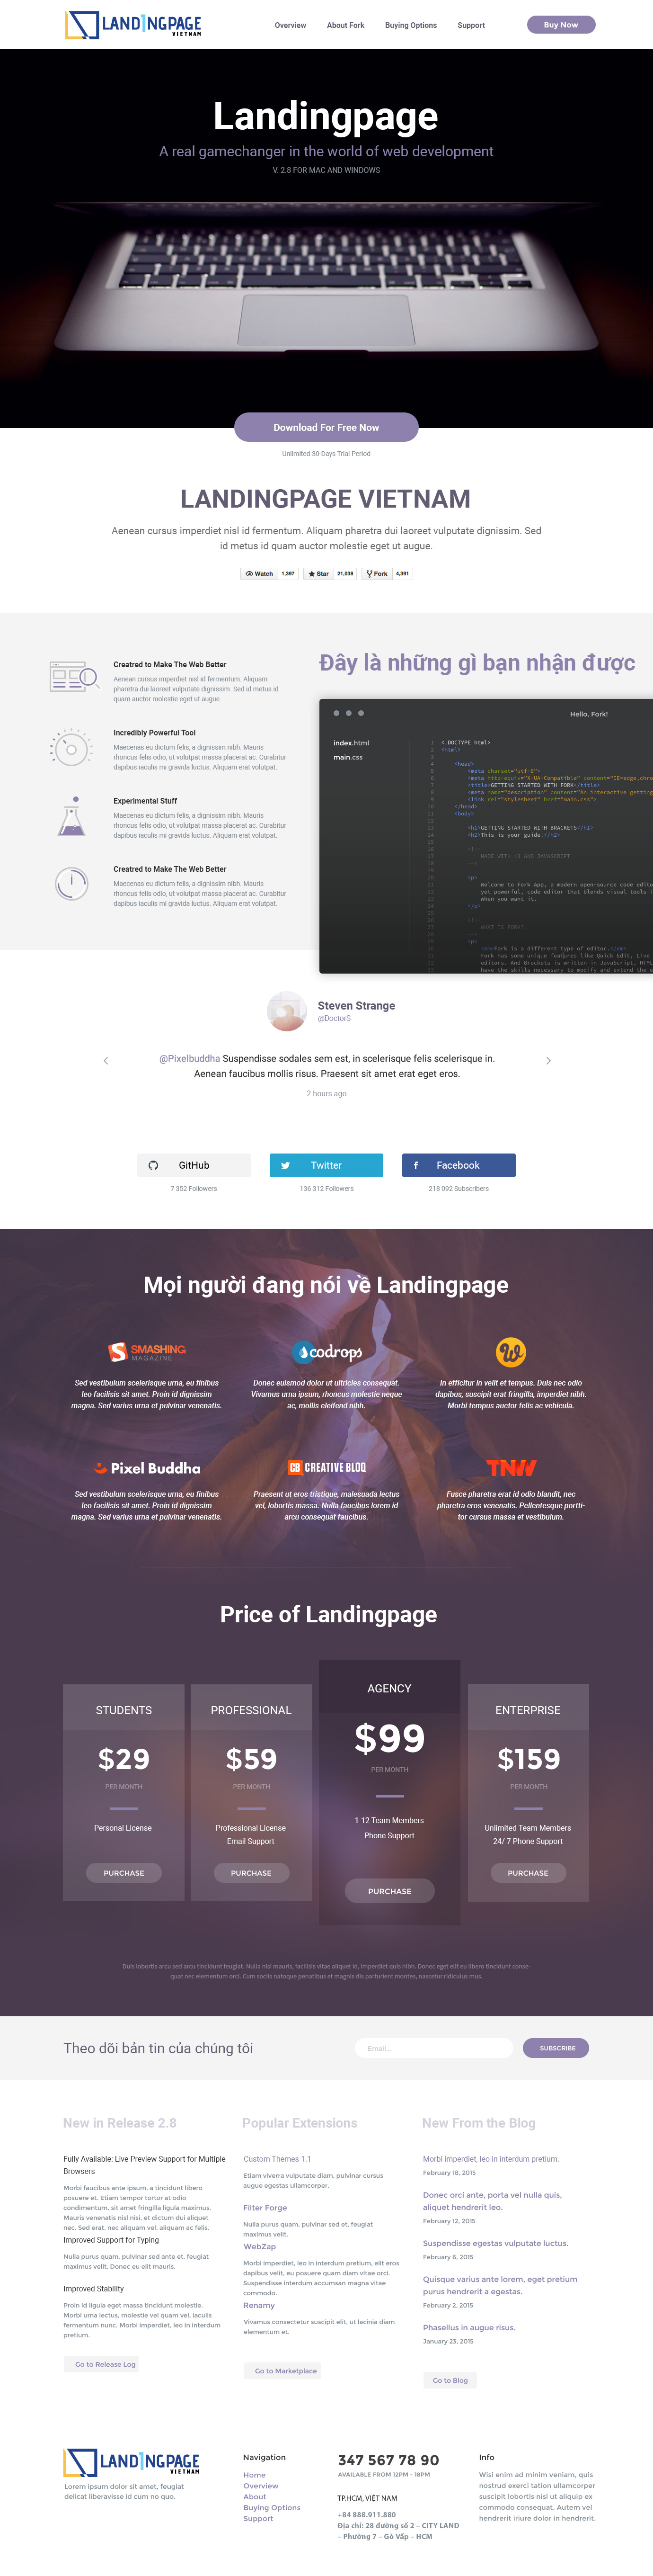 LANDINGPAGE
VIETNAM
Overview
About Fork
Buying Options
Support
Buy Now
Landingpage
A real gamechanger in the world of web development
V. 2.8 FOR MAC AND WINDOWS
Download For Free Now
Unlimited 30-Days Trial Period
LANDINGPAGE VIETNAM
Aenean cursus imperdiet nisl id fermentum. Aliquam pharetra dui laoreet vulputate dignissim. Sed
id metus id quam auctor molestie eget ut augue.
Watch 1,397
Star 21,038
Fork 4,391
Creatred to Make The Web Better
Aenean cursus imperdiet nisl id fermentum. Aliquam
pharetra dui laoreet vulputate dignissim. Sed id metus id
quam auctor molestie eget ut augue.
Incredibly Powerful Tool
Maecenas eu dictum felis, a dignissim nibh. Mauris
rhoncus felis odio, ut volutpat massa placerat ac. Curabitur
dapibus iaculis mi gravida luctus. Aliquam erat volutpat.
Experimental Stuff
Maecenas eu dictum felis, a dignissim nibh. Mauris
rhoncus felis odio, ut volutpat massa placerat ac. Curabitur
dapibus iaculis mi gravida luctus. Aliquam erat volutpat.
Creatred to Make The Web Better
Maecenas eu dictum felis, a dignissim nibh. Mauris
rhoncus felis odio, ut volutpat massa placerat ac. Curabitur
dapibus iaculis mi gravida luctus. Aliquam erat volutpat.
Đây là những gì bạn nhận được
Hello, Fork!
index.html
main.css
<!DOCTYPE html>
<html>
<head>
<meta charset="utf-8">
<meta http-equiv="X-UA-Compatible" content="IE=edge,chro
<title>GETTING STARTED WITH FORK</title>
<meta name="description" content="An interactive getting
<link rel="stylesheet" href="main.css">
</head>
<body>
<h1>GETTING STARTED WITH BRACKETS</h1>
<h2>This is your guide!</h2>
<!--
MADE WITH <3 AND JAVASCRIPT
-->
<p>
Welcome to Fork App, a modern open-source code edito
yet powerful, code editor that blends visual tools i
when you want it.
</p>
<!--
WHAT IS FORK?
-->
<p>
<em>Fork is a different type of editor.</em>
Fork has some unique features like Quick Edit, Live
editors. And Brackets is written in JavaScript, HTML
have the skills necessary to modify and extend the e
Steven Strange
@DoctorS
@Pixelbuddha Suspendisse sodales sem est, in scelerisque felis scelerisque in.
Aenean faucibus mollis risus. Praesent sit amet erat eget eros.
2 hours ago
GitHub
7 352 Followers
Twitter
136 312 Followers
Facebook
218 092 Subscribers
Mọi người đang nói về Landingpage
SMASHING
MAGAZINE
Sed vestibulum scelerisque urna, eu finibus
leo facilisis sit amet. Proin id dignissim
magna. Sed varius urna et pulvinar venenatis.
codrops
Donec euismod dolor ut ultricies consequat.
Vivamus urna ipsum, rhoncus molestie neque
ac, mollis eleifend nibh.
In efficitur in velit et tempus. Duis nec odio
dapibus, suscipit erat fringilla, imperdiet nibh.
Morbi tempus auctor felis ac vehicula.
Pixel Buddha
Sed vestibulum scelerisque urna, eu finibus
leo facilisis sit amet. Proin id dignissim
magna. Sed varius urna et pulvinar venenatis.
CB CREATIVE BLOQ
Praesent ut eros tristique, malesuada lectus
vel, lobortis massa. Nulla faucibus lorem id
arcu consequat faucibus.
TNW
Fusce pharetra erat id odio blandit, nec
pharetra eros venenatis. Pellentesque portti-
tor cursus massa et vestibulum.
Price of Landingpage
STUDENTS
$29
PER MONTH
Personal License
PURCHASE
PROFESSIONAL
$59
PER MONTH
Professional License
Email Support
PURCHASE
AGENCY
$99
PER MONTH
1-12 Team Members
Phone Support
PURCHASE
ENTERPRISE
$159
PER MONTH
Unlimited Team Members
24/ 7 Phone Support
PURCHASE
Duis lobortis arcu sed arcu tincidunt feugiat. Nulla nisi mauris, facilisis vitae aliquet id, imperdiet quis nibh. Donec eget elit eu libero tincidunt conse-
quat nec elementum orci. Cum sociis natoque penatibus et magnis dis parturient montes, nascetur ridiculus mus.
Theo dõi bản tin của chúng tôi
Email...
SUBSCRIBE
New in Release 2.8
Fully Available: Live Preview Support for Multiple
Browsers
Morbi faucibus ante ipsum, a tincidunt libero
posuere et. Etiam tempor tortor at odio
condimentum, sit amet fringilla ligula maximus.
Mauris venenatis nisl nisi, et dictum dui aliquet
nec. Sed erat, nec aliquam vel, aliquam ac felis.
Improved Support for Typing
Nulla purus quam, pulvinar sed ante et, feugiat
maximus velit. Donec eu elit mauris.
Improved Stability
Proin id ligula eget massa tincidunt molestie.
Morbi urna lectus, molestie vel quam vel, iaculis
fermentum nunc. Morbi imperdiet, leo in interdum
pretium.
Go to Release Log
Popular Extensions
Custom Themes 1.1
Etiam viverra vulputate diam, pulvinar cursus
augue egestas ullamcorper.
Filter Forge
Nulla purus quam, pulvinar sed et, feugiat
maximus velit.
WebZap
Morbi imperdiet, leo in interdum pretium, elit eros
dapibus velit, eu posuere quam diam vitae orci.
Suspendisse interdum accumsan magna vitae
commodo.
Renamy
Vivamus consectetur suscipit elit, ut lacinia diam
elementum et.
Go to Marketplace
New From the Blog
Morbi imperdiet, leo in interdum pretium.
February 18, 2015
Donec orci ante, porta vel nulla quis,
aliquet hendrerit leo.
February 12, 2015
Suspendisse egestas vulputate luctus.
February 6, 2015
Quisque varius ante lorem, eget pretium
purus hendrerit a egestas.
February 2, 2015
Phasellus in augue risus.
January 23, 2015
Go to Blog
LANDINGPAGE
VIETNAM
Lorem ipsum dolor sit amet, feugiat
delicat liberavisse id cum no quo.
Navigation
Home
Overview
About
Buying Options
Support
347 567 78 90
AVAILABLE FROM 12PM - 18PM
TP.HCM, VIỆT NAM
+84 888.911.880
Địa chỉ: 28 đường số 2 – CITY LAND
– Phường 7 – Gò Vấp – HCM
Info
Wisi enim ad minim veniam, quis
nostrud exerci tation ullamcorper
suscipit lobortis nisl ut aliquip ex
commodo consequat. Autem vel
hendrerit iriure dolor in hendrerit.